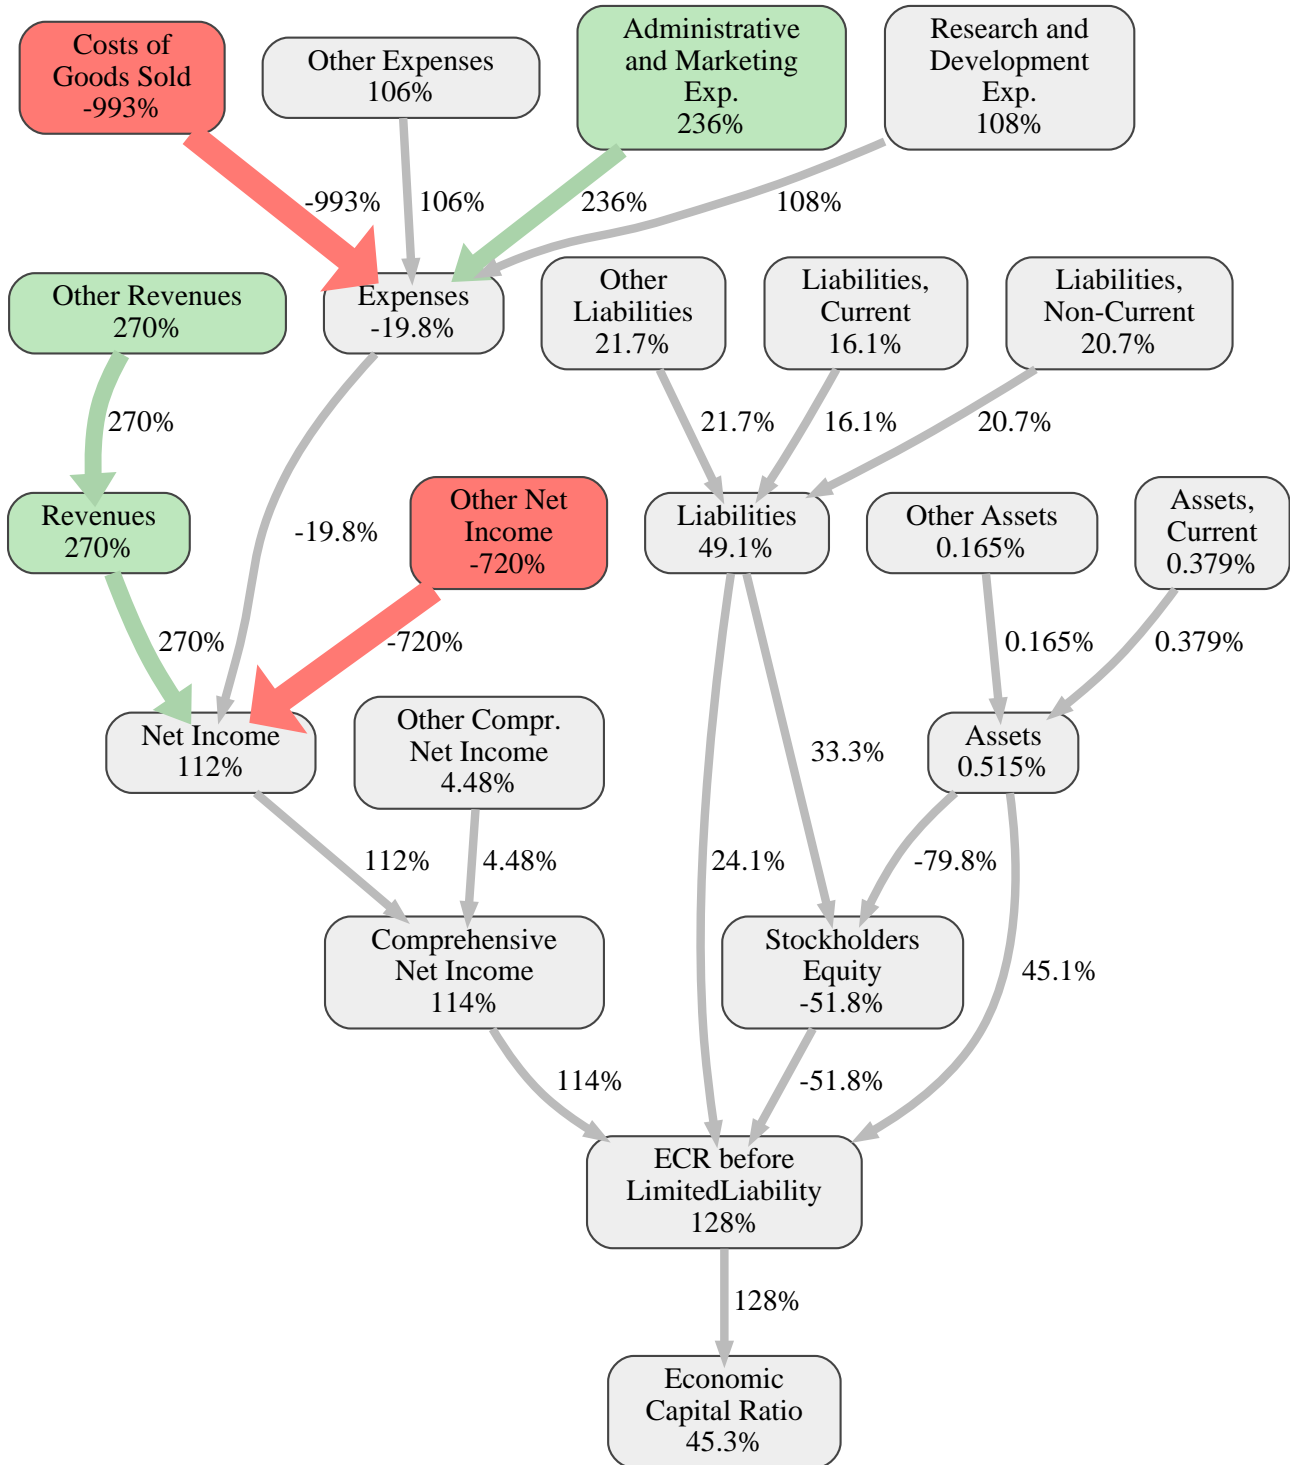 Costs of
Goods Sold
-993%
Other Expenses
106%
Administrative
and Marketing
Exp.
236%
Research and
Development
Exp.
108%
-993%
106%
236%
108%
Other Revenues
270%
Expenses
-19.8%
Other
Liabilities
21.7%
Liabilities,
Current
16.1%
Liabilities,
Non-Current
20.7%
270%
21.7%
16.1%
20.7%
Revenues
270%
-19.8%
Other Net
Income
-720%
Liabilities
49.1%
Other Assets
0.165%
Assets,
Current
0.379%
270%
-720%
0.165%
0.379%
Net Income
112%
Other Compr.
Net Income
4.48%
33.3%
Assets
0.515%
112%
4.48%
24.1%
-79.8%
Comprehensive
Net Income
114%
Stockholders
Equity
-51.8%
45.1%
114%
-51.8%
ECR before
LimitedLiability
128%
128%
Economic
Capital Ratio
45.3%